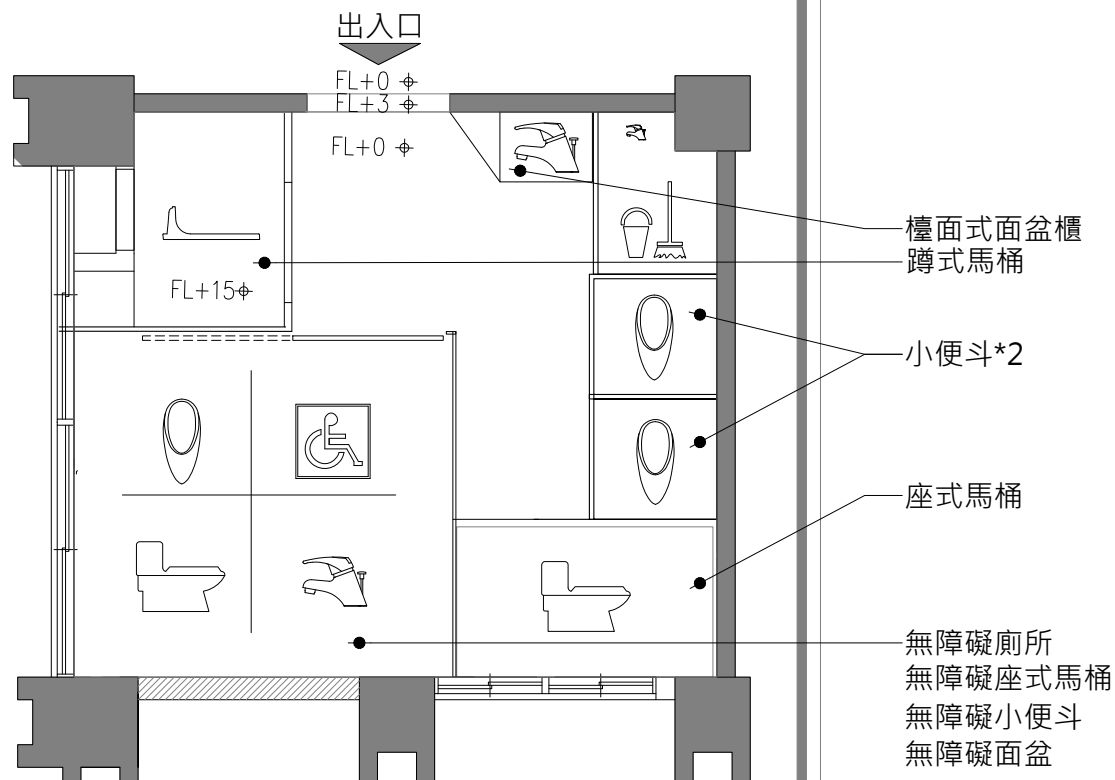 出入口
FL+0
FL+3
FL+0
檯面式面盆櫃
蹲式馬桶
FL+15
小便斗*2
座式馬桶
無障礙廁所
無障礙座式馬桶
無障礙小便斗
無障礙面盆